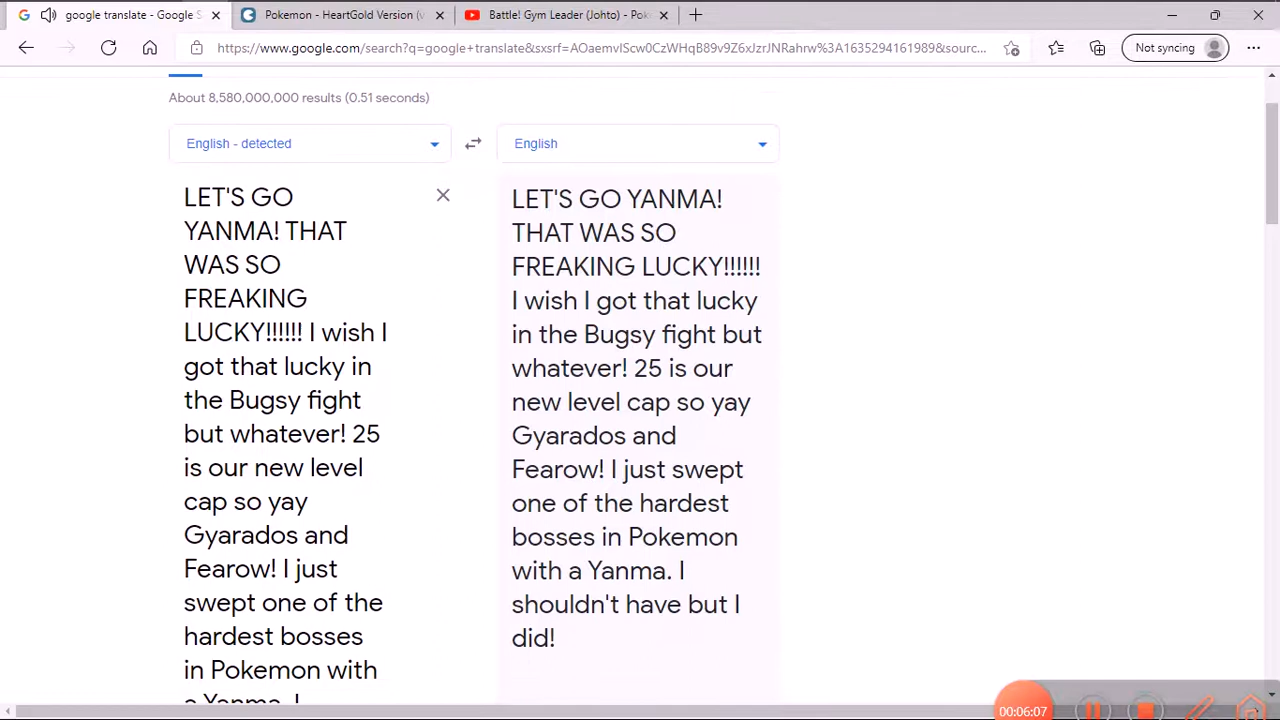 google translate - Google S
Pokemon - HeartGold Version (v
Battle! Gym Leader (Johto) - Pok
https://www.google.com/search?q=google+translate&sxsrf=AOaemvIScw0CzWHqB89v9Z6xJzrJNRahrw%3A1635294161989&sourc...
Not syncing
About 8,580,000,000 results (0.51 seconds)
English - detected
English
LET'S GO
YANMA! THAT
WAS SO
FREAKING
LUCKY!!!!!! I wish I
got that lucky in
the Bugsy fight
but whatever! 25
is our new level
cap so yay
Gyarados and
Fearow! I just
swept one of the
hardest bosses
in Pokemon with
a Yanma. I
LET'S GO YANMA!
THAT WAS SO
FREAKING LUCKY!!!!!!
I wish I got that lucky
in the Bugsy fight but
whatever! 25 is our
new level cap so yay
Gyarados and
Fearow! I just swept
one of the hardest
bosses in Pokemon
with a Yanma. I
shouldn't have but I
did!
00:06:07